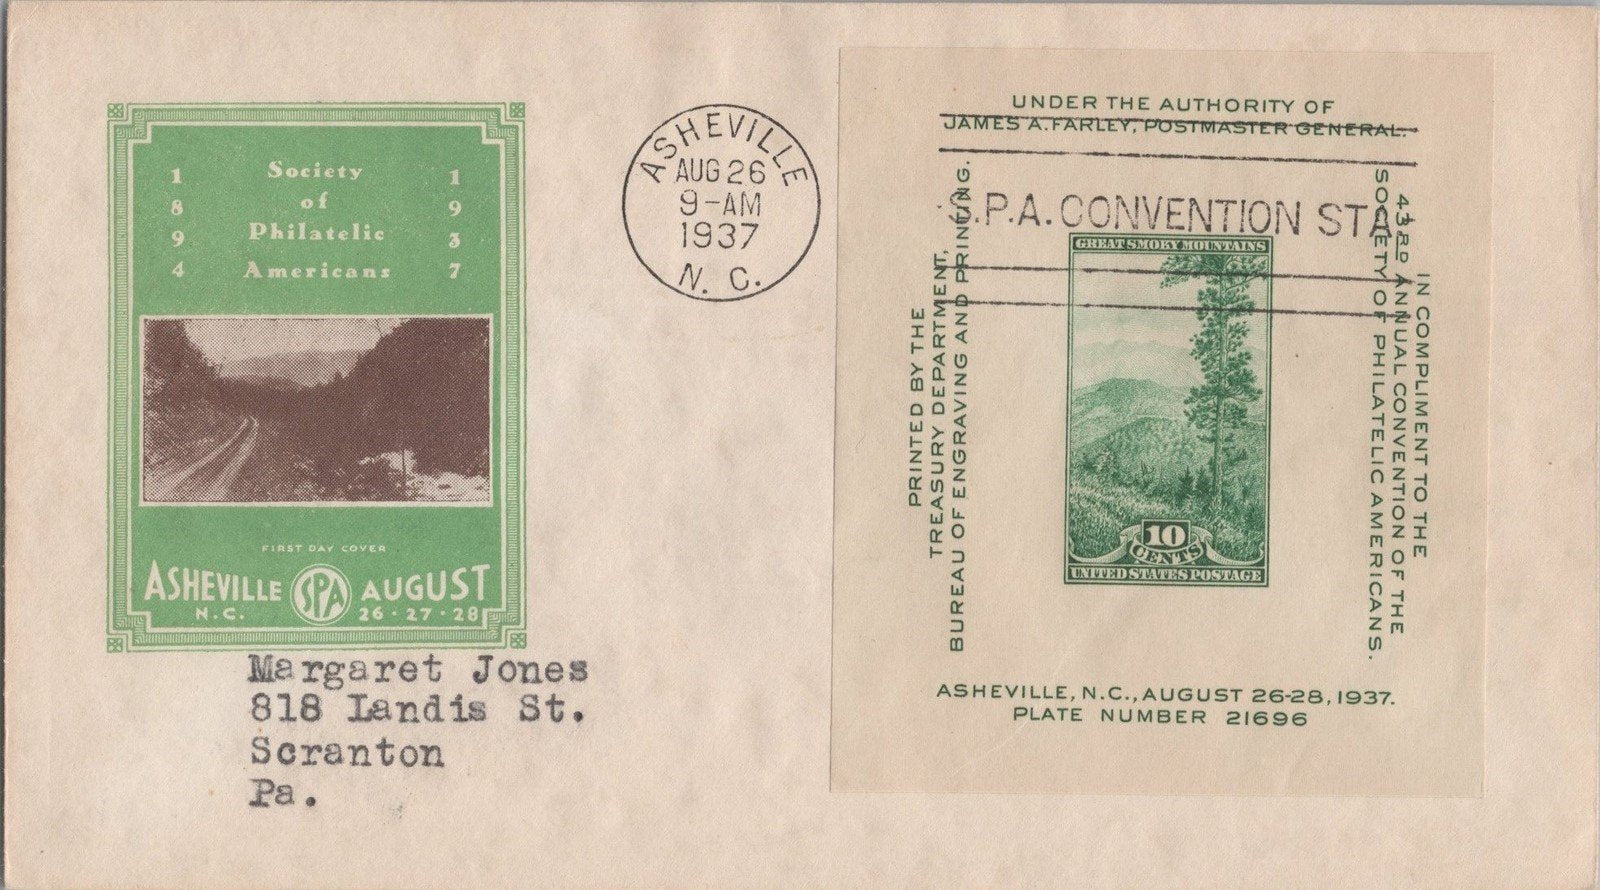 1 Society 1
8 of 9
9 Philatelic 3
4 Americans 7
FIRST DAY COVER
ASHEVILLE SPA AUGUST
N.C. 26 · 27 · 28
Margaret Jones
818 Landis St.
Scranton
Pa.
ASHEVILLE
AUG 26
9-AM
1937
N. C.
S.P.A. CONVENTION STA.
UNDER THE AUTHORITY OF
JAMES A. FARLEY, POSTMASTER GENERAL.
PRINTED BY THE
TREASURY DEPARTMENT,
BUREAU OF ENGRAVING AND PRINTING.
GREAT SMOKY MOUNTAINS
10
CENTS
UNITED STATES POSTAGE
IN COMPLIMENT TO THE
43RD ANNUAL CONVENTION OF THE
SOCIETY OF PHILATELIC AMERICANS.
ASHEVILLE, N.C., AUGUST 26-28, 1937.
PLATE NUMBER 21696